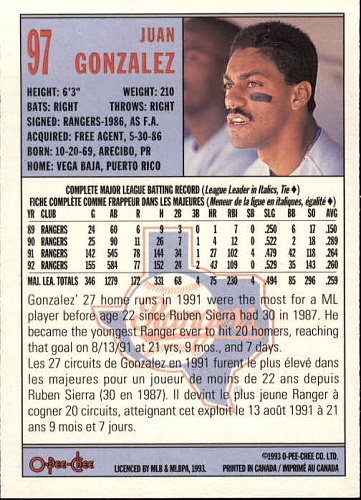 97
JUAN
GONZALEZ
HEIGHT: 6'3" WEIGHT: 210
BATS: RIGHT THROWS: RIGHT
SIGNED: RANGERS-1986, AS F.A.
ACQUIRED: FREE AGENT, 5-30-86
BORN: 10-20-69, ARECIBO, PR
HOME: VEGA BAJA, PUERTO RICO
COMPLETE MAJOR LEAGUE BATTING RECORD (League Leader in Italics, Tie ◆)
FICHE COMPLÈTE COMME FRAPPEUR DANS LES MAJEURES (Meneur de la ligue en italiques, égalité ◆)
YR CLUB G AB R H 2B 3B HR RBI SB SLG BB SO AVG
89 RANGERS 24 60 6 9 3 0 1 7 0 .250 6 17 .150
90 RANGERS 25 90 11 26 7 1 4 12 0 .522 2 18 .289
91 RANGERS 142 545 78 144 34 1 27 102 4 .479 42 118 .264
92 RANGERS 155 584 77 152 24 2 43 109 0 .529 35 143 .260
MAJ. LEA. TOTALS 346 1279 172 331 68 4 75 230 4 .494 85 296 .259
Gonzalez' 27 home runs in 1991 were the most for a ML
player before age 22 since Ruben Sierra had 30 in 1987. He
became the youngest Ranger ever to hit 20 homers, reaching
that goal on 8/13/91 at 21 yrs, 9 mos., and 7 days.
Les 27 circuits de Gonzalez en 1991 furent le plus élevé dans
les majeures pour un joueur de moins de 22 ans depuis
Ruben Sierra (30 en 1987). Il devint le plus jeune Ranger à
cogner 20 circuits, atteignant cet exploit le 13 août 1991 à 21
ans 9 mois et 7 jours.
O-Pee-Chee
LICENCED BY MLB & MLBPA, 1993.
©1993 O-PEE-CHEE CO. LTD.
PRINTED IN CANADA / IMPRIMÉ AU CANADA